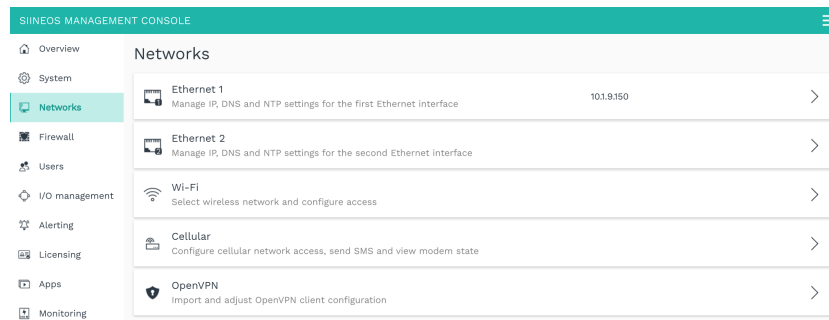 SIINEOS MANAGEMENT CONSOLE
Overview
System
Networks
Firewall
Users
I/O management
Alerting
Licensing
Apps
Monitoring
Networks
Ethernet 1
Manage IP, DNS and NTP settings for the first Ethernet interface
10.1.9.150
Ethernet 2
Manage IP, DNS and NTP settings for the second Ethernet interface
Wi-Fi
Select wireless network and configure access
Cellular
Configure cellular network access, send SMS and view modem state
OpenVPN
Import and adjust OpenVPN client configuration